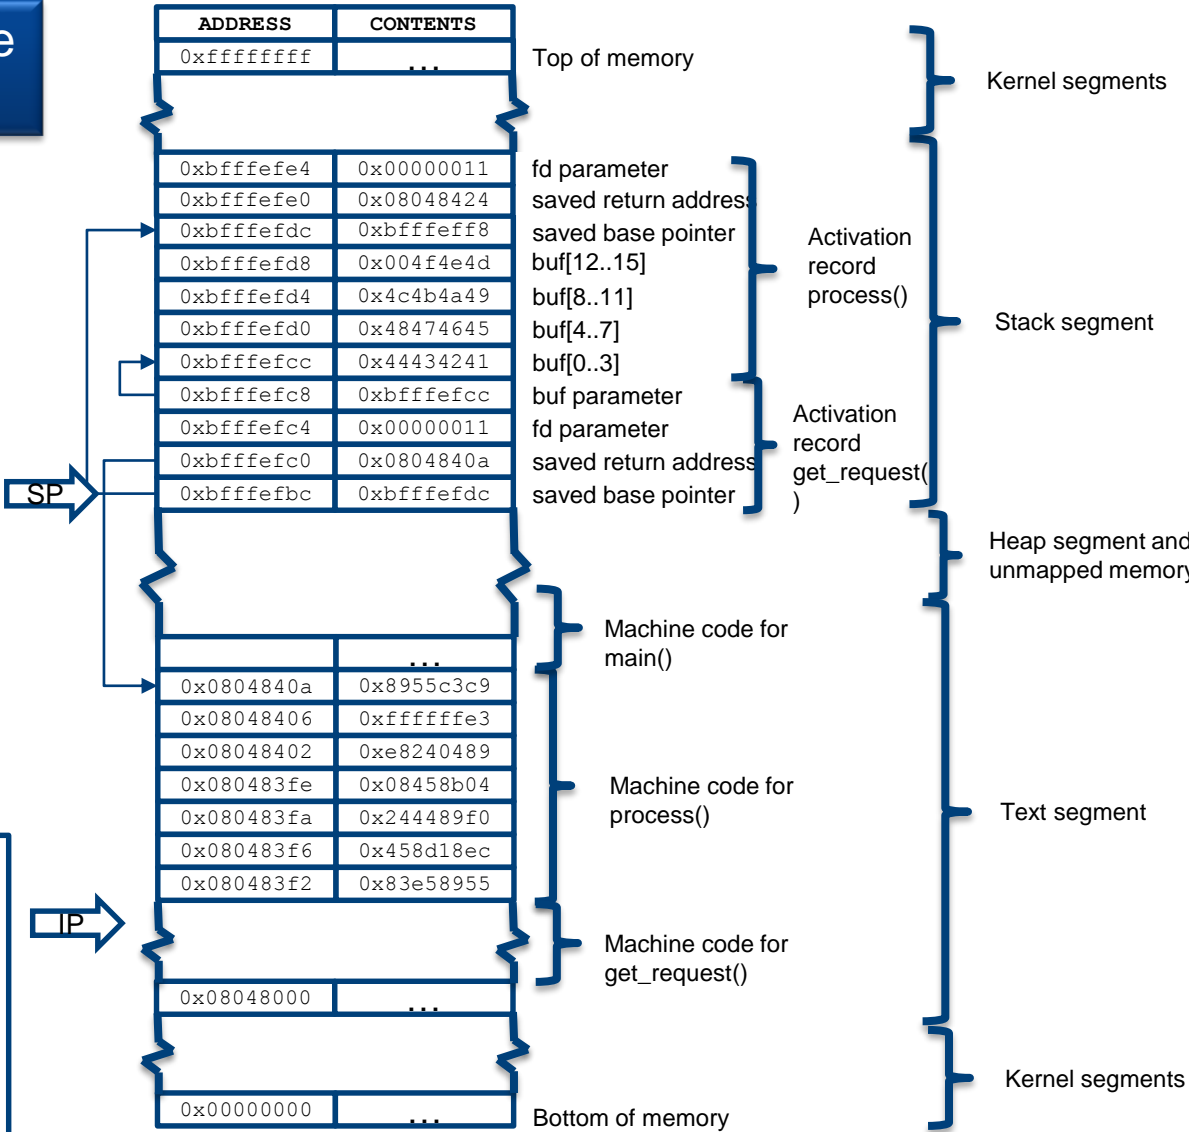 e
ADDRESS CONTENTS
0xffffffff ... Top of memory
Kernel segments
0xbfffefe4 0x00000011 fd parameter
0xbfffefe0 0x08048424 saved return address
0xbfffefdc 0xbfffeff8 saved base pointer
0xbfffefd8 0x004f4e4d buf[12..15]
0xbfffefd4 0x4c4b4a49 buf[8..11]
0xbfffefd0 0x48474645 buf[4..7]
0xbfffefcc 0x44434241 buf[0..3]
Activation
record
process()
Stack segment
0xbfffefc8 0xbfffefcc buf parameter
0xbfffefc4 0x00000011 fd parameter
0xbfffefc0 0x0804840a saved return address
0xbfffefbc 0xbfffefdc saved base pointer
Activation
record
get_request(
)
SP
Heap segment and
unmapped memory
Machine code for
main()
...
0x0804840a 0x8955c3c9
0x08048406 0xffffffe3
0x08048402 0xe8240489
0x080483fe 0x08458b04
0x080483fa 0x244489f0
0x080483f6 0x458d18ec
0x080483f2 0x83e58955
Machine code for
process()
Text segment
IP
Machine code for
get_request()
0x08048000 ...
Kernel segments
0x00000000 ... Bottom of memory